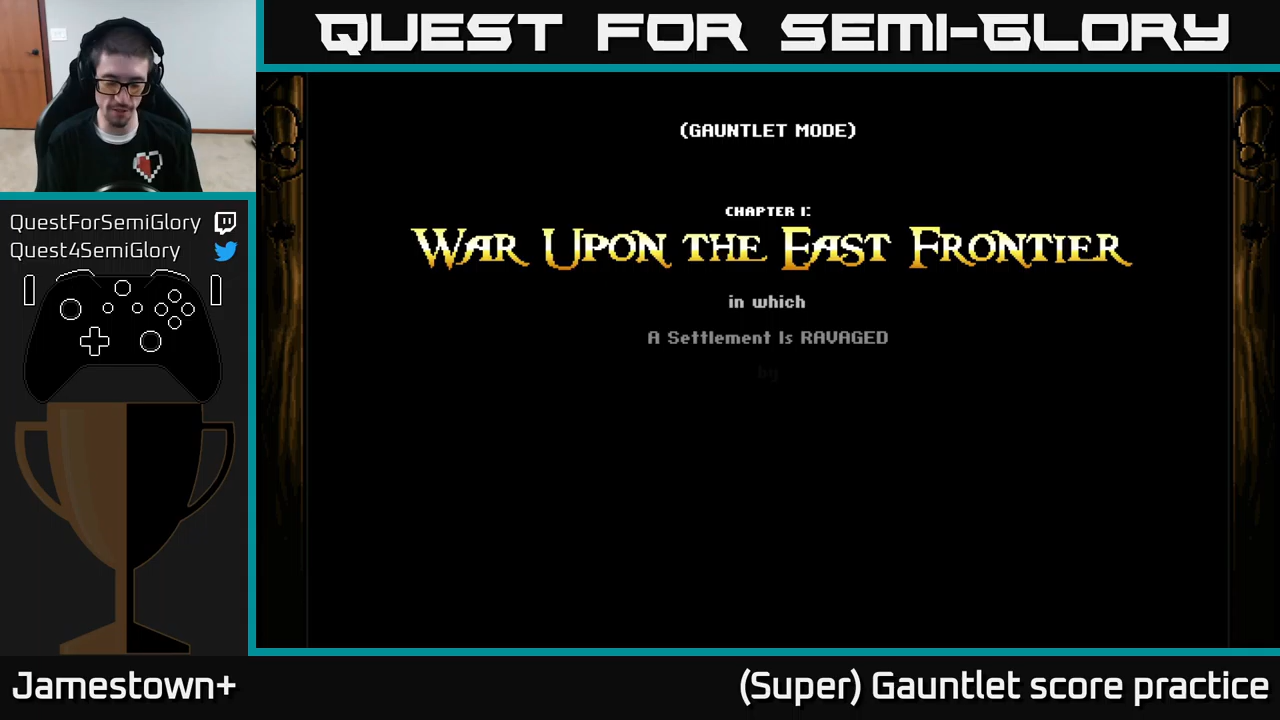 QUEST FOR SEMI-GLORY
QuestForSemiGlory
Quest4SemiGlory
(GAUNTLET MODE)
CHAPTER I:
WAR UPON THE EAST FRONTIER
in which
A Settlement Is RAVAGED
by
Jamestown+
(Super) Gauntlet score practice